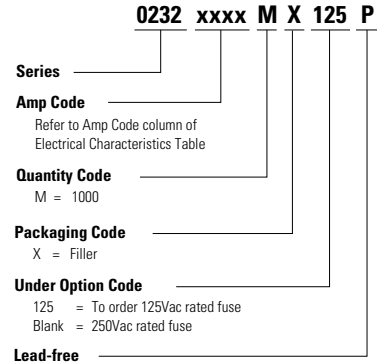 0232 xxxx M X 125 P
Series
Amp Code
Refer to Amp Code column of
Electrical Characteristics Table
Quantity Code
M = 1000
Packaging Code
X = Filler
Under Option Code
125 = To order 125Vac rated fuse
Blank = 250Vac rated fuse
Lead-free